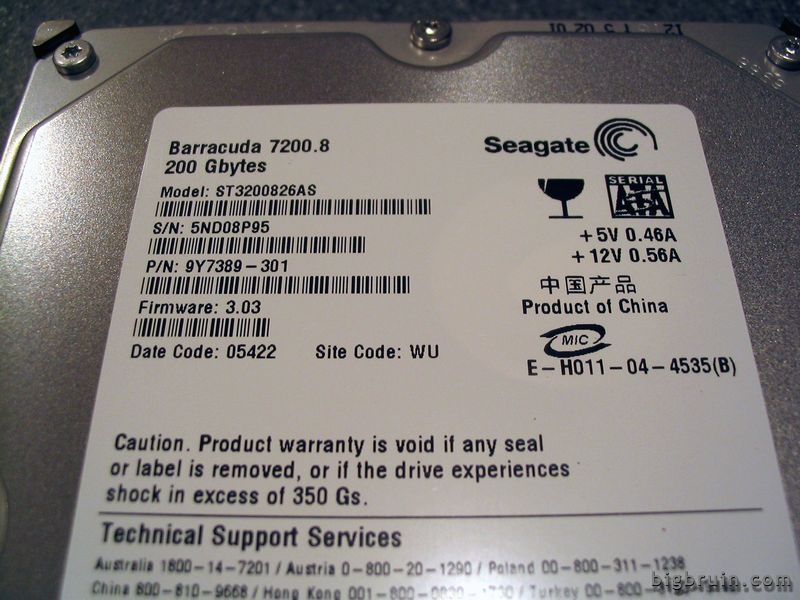 Barracuda 7200.8
200 Gbytes
Model: ST3200826AS
S/N: 5ND08P95
P/N: 9Y7389-301
Firmware: 3.03
Date Code: 05422 Site Code: WU
Seagate
SERIAL
ATA
+5V 0.46A
+12V 0.56A
中国产品
Product of China
MIC
E-H011-04-4535(B)
Caution. Product warranty is void if any seal
or label is removed, or if the drive experiences
shock in excess of 350 Gs.
Technical Support Services
Australia 1800-14-7201 / Austria 0-800-20-1290 / Poland 00-800-311-1238
China 800-810-9668 / Hong Kong / Turkey
bigbruin.com